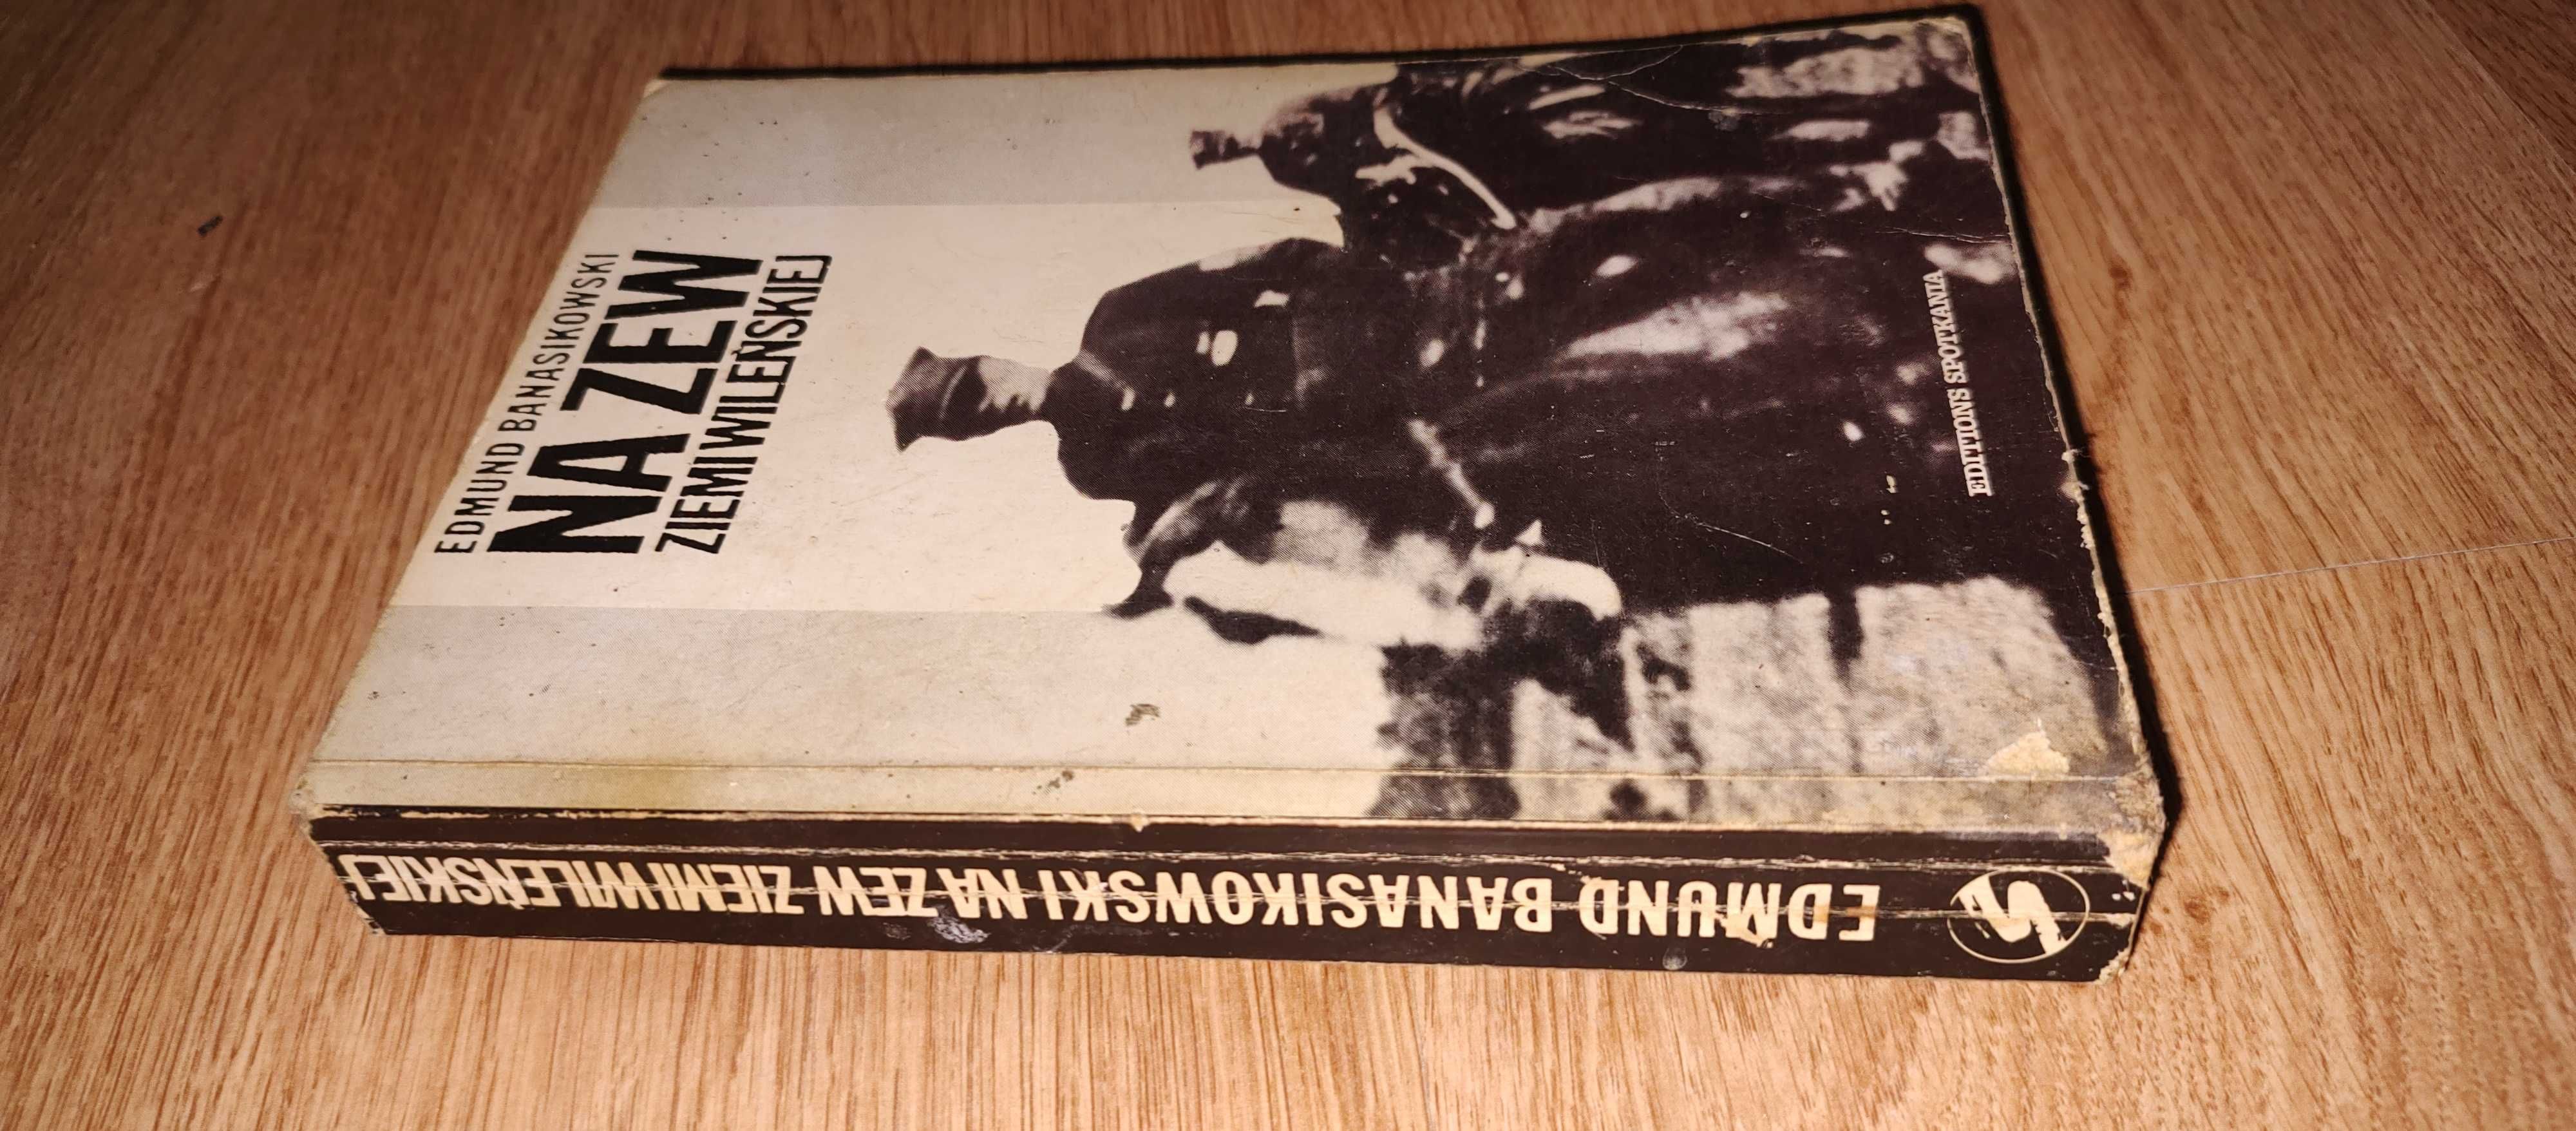 EDMUND BANASIKOWSKI
NA ZEW
ZIEMI WILEŃSKIEJ
EDITIONS SPOTKANIA
EDMUND BANASIKOWSKI NA ZEW ZIEMI WILEŃSKIEJ